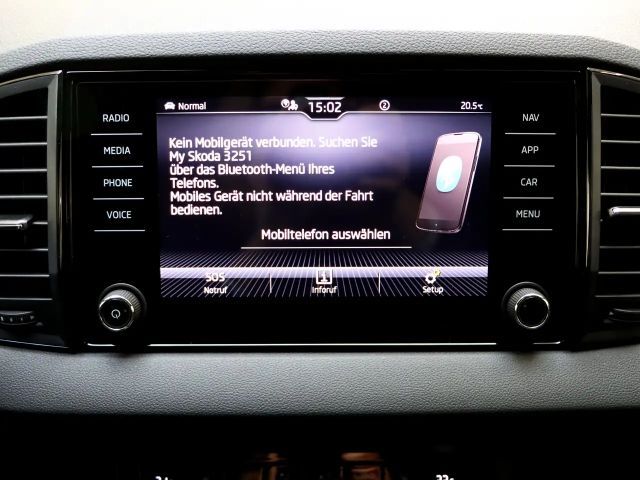 Normal
15:02
2
20.5°C
RADIO
MEDIA
PHONE
VOICE
Kein Mobilgerät verbunden. Suchen Sie
My Skoda 3251
über das Bluetooth-Menü Ihres
Telefons.
Mobiles Gerät nicht während der Fahrt
bedienen.
Mobiltelefon auswählen
SOS
Notruf
i
Inforuf
Setup
NAV
APP
CAR
MENU